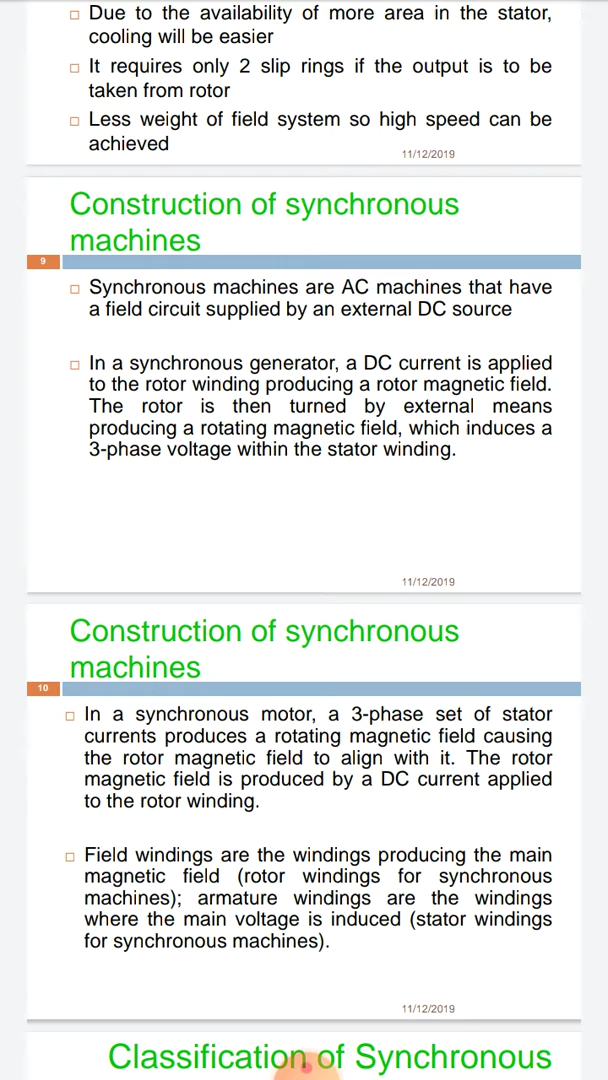 Due to the availability of more area in the stator,
cooling will be easier
It requires only 2 slip rings if the output is to be
taken from rotor
Less weight of field system so high speed can be
achieved
11/12/2019
Construction of synchronous
machines
9
Synchronous machines are AC machines that have
a field circuit supplied by an external DC source
In a synchronous generator, a DC current is applied
to the rotor winding producing a rotor magnetic field.
The rotor is then turned by external means
producing a rotating magnetic field, which induces a
3-phase voltage within the stator winding.
11/12/2019
Construction of synchronous
machines
10
In a synchronous motor, a 3-phase set of stator
currents produces a rotating magnetic field causing
the rotor magnetic field to align with it. The rotor
magnetic field is produced by a DC current applied
to the rotor winding.
Field windings are the windings producing the main
magnetic field (rotor windings for synchronous
machines); armature windings are the windings
where the main voltage is induced (stator windings
for synchronous machines).
11/12/2019
Classification of Synchronous